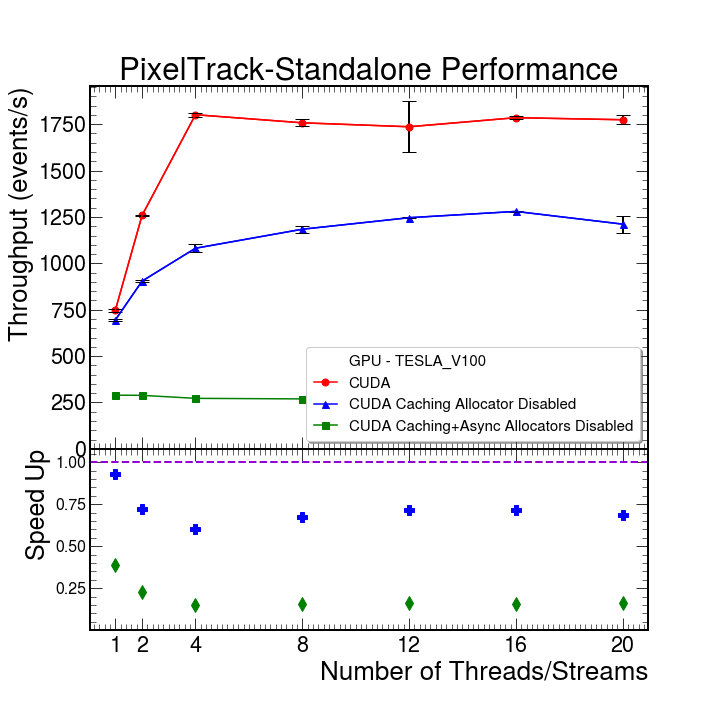 PixelTrack-Standalone Performance
Throughput (events/s)
1750
1500
1250
1000
750
500
250
0
GPU - TESLA_V100
CUDA
CUDA Caching Allocator Disabled
CUDA Caching+Async Allocators Disabled
Speed Up
1.00
0.75
0.50
0.25
1 2 4 8 12 16 20
Number of Threads/Streams